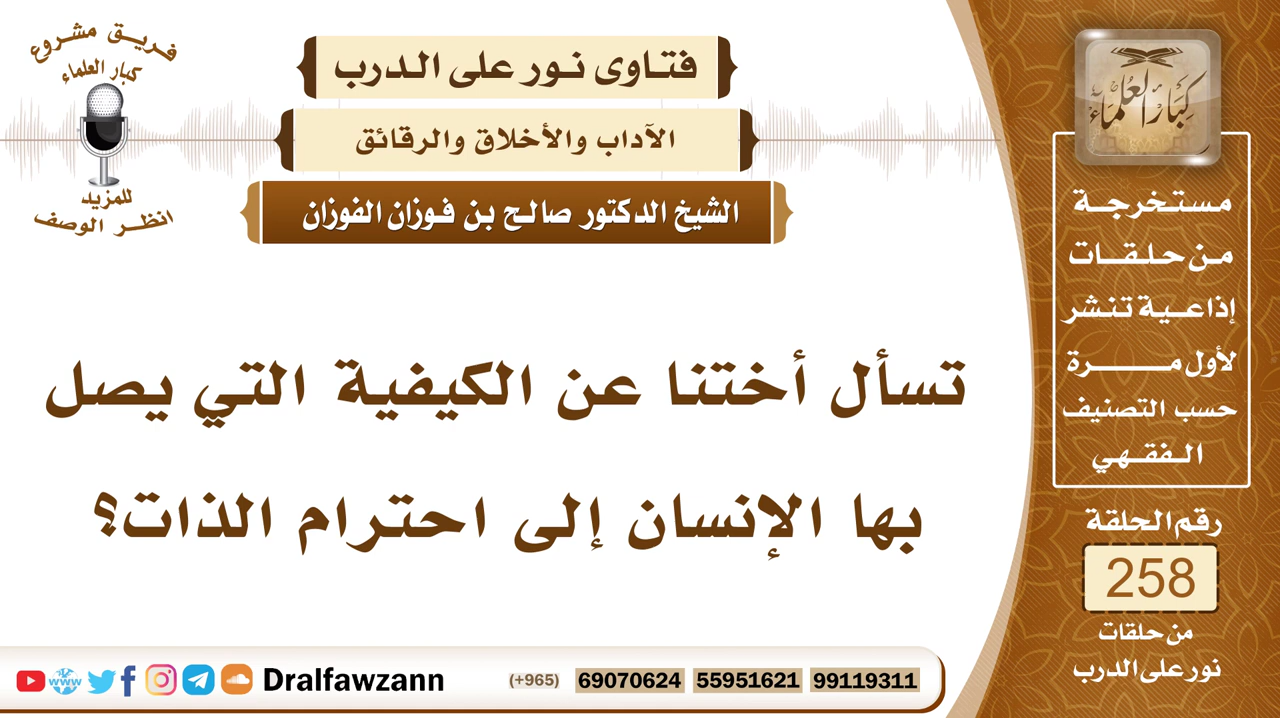 فريق مشروع
كبار العلماء
للمزيد
انظر الوصف
فتاوى نور على الدرب
الآداب والأخلاق والرقائق
الشيخ الدكتور صالح بن فوزان الفوزان
تسأل أختنا عن الكيفية التي يصل
بها الإنسان إلى احترام الذات؟
كبار العلماء
مستخرجة
من حلقات
إذاعية تنشر
لأول مرة
حسب التصنيف
الفقهي
رقم الحلقة
258
من حلقات
نور على الدرب
www
Dralfawzann (+965) 69070624 55951621 99119311